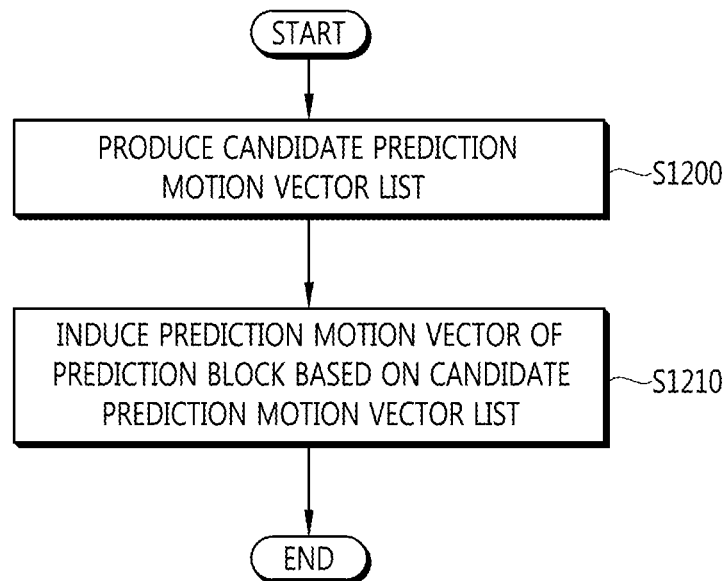 START
PRODUCE CANDIDATE PREDICTION
MOTION VECTOR LIST
S1200
INDUCE PREDICTION MOTION VECTOR OF
PREDICTION BLOCK BASED ON CANDIDATE
PREDICTION MOTION VECTOR LIST
S1210
END